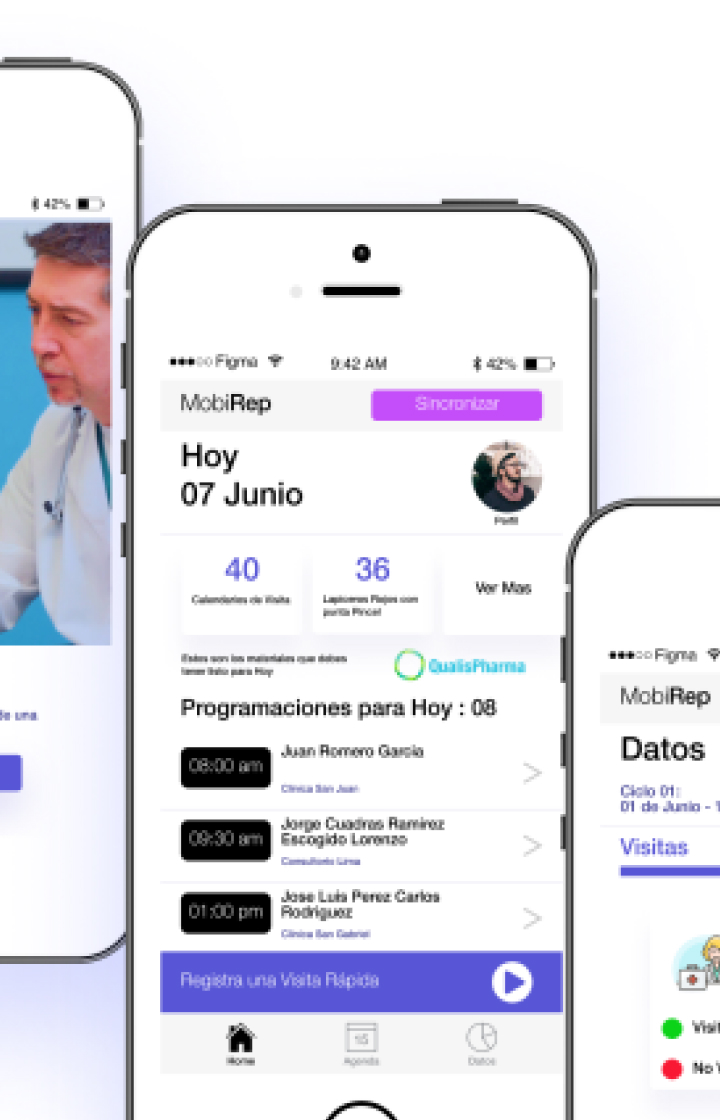 42%
de una
Figma
9:42 AM
42%
MobiRep
Sincronizar
Hoy
07 Junio
Perfil
40
Calendarios de Visita
36
Lapiceros Rojos con
punta Pincel
Ver Mas
Estos son los materiales que debes
tener listo para Hoy
QualisPharma
Programaciones para Hoy : 08
08:00 am
Juan Romero Garcia
Clinica San Juan
09:30 am
Jorge Cuadras Ramirez
Escogido Lorenzo
Consultorio Lima
01:00 pm
Jose Luis Perez Carlos
Rodriguez
Clinica San Gabriel
Registra una Visita Rápida
Home
15
Agenda
Datos
Figma
MobiRep
Datos
Ciclo 01:
01 de Junio - 1
Visitas
Visit
No V